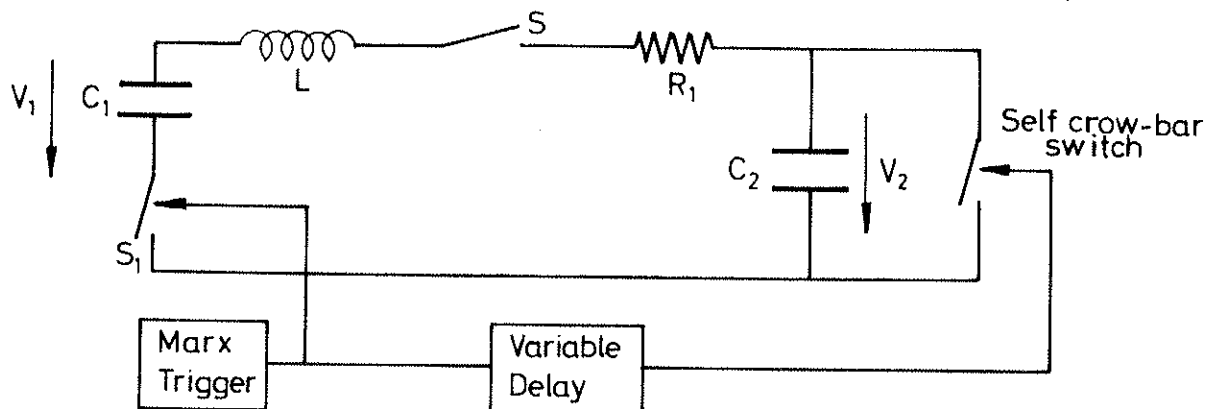 S
V₁
C₁
L
R₁
Self crow-bar
switch
C₂
V₂
S₁
Marx
Trigger
Variable
Delay